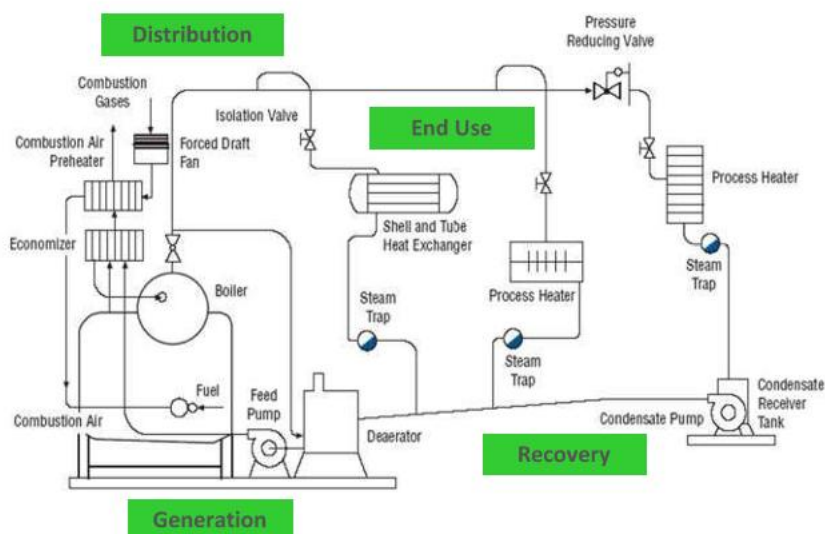 Distribution
Pressure
Reducing Valve
Combustion
Gases
Isolation Valve
End Use
Combustion Air
Preheater
Forced Draft
Fan
Process Heater
Shell and Tube
Heat Exchanger
Economizer
Steam
Trap
Boiler
Process Heater
Steam
Trap
Steam
Trap
Fuel
Feed
Pump
Combustion Air
Deaerator
Condensate Pump
Condensate
Receiver
Tank
Recovery
Generation